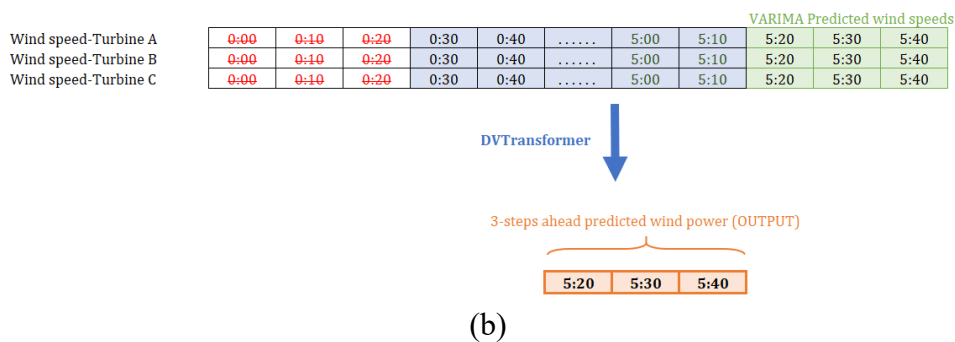 VARIMA Predicted wind speeds
Wind speed-Turbine A 0:00 0:10 0:20 0:30 0:40 ...... 5:00 5:10 5:20 5:30 5:40
Wind speed-Turbine B 0:00 0:10 0:20 0:30 0:40 ...... 5:00 5:10 5:20 5:30 5:40
Wind speed-Turbine C 0:00 0:10 0:20 0:30 0:40 ...... 5:00 5:10 5:20 5:30 5:40
DVTransformer
3-steps ahead predicted wind power (OUTPUT)
5:20 5:30 5:40
(b)